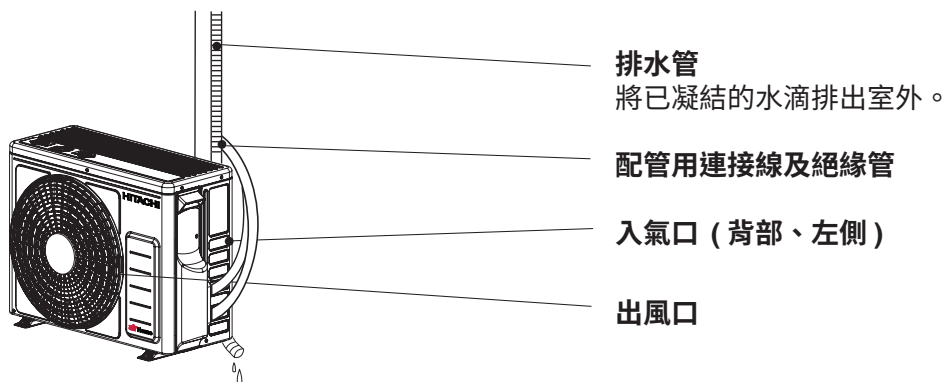 排水管
將已凝結的水滴排出室外。
配管用連接線及絕緣管
HITACHI
入氣口 ( 背部、左側 )
出風口